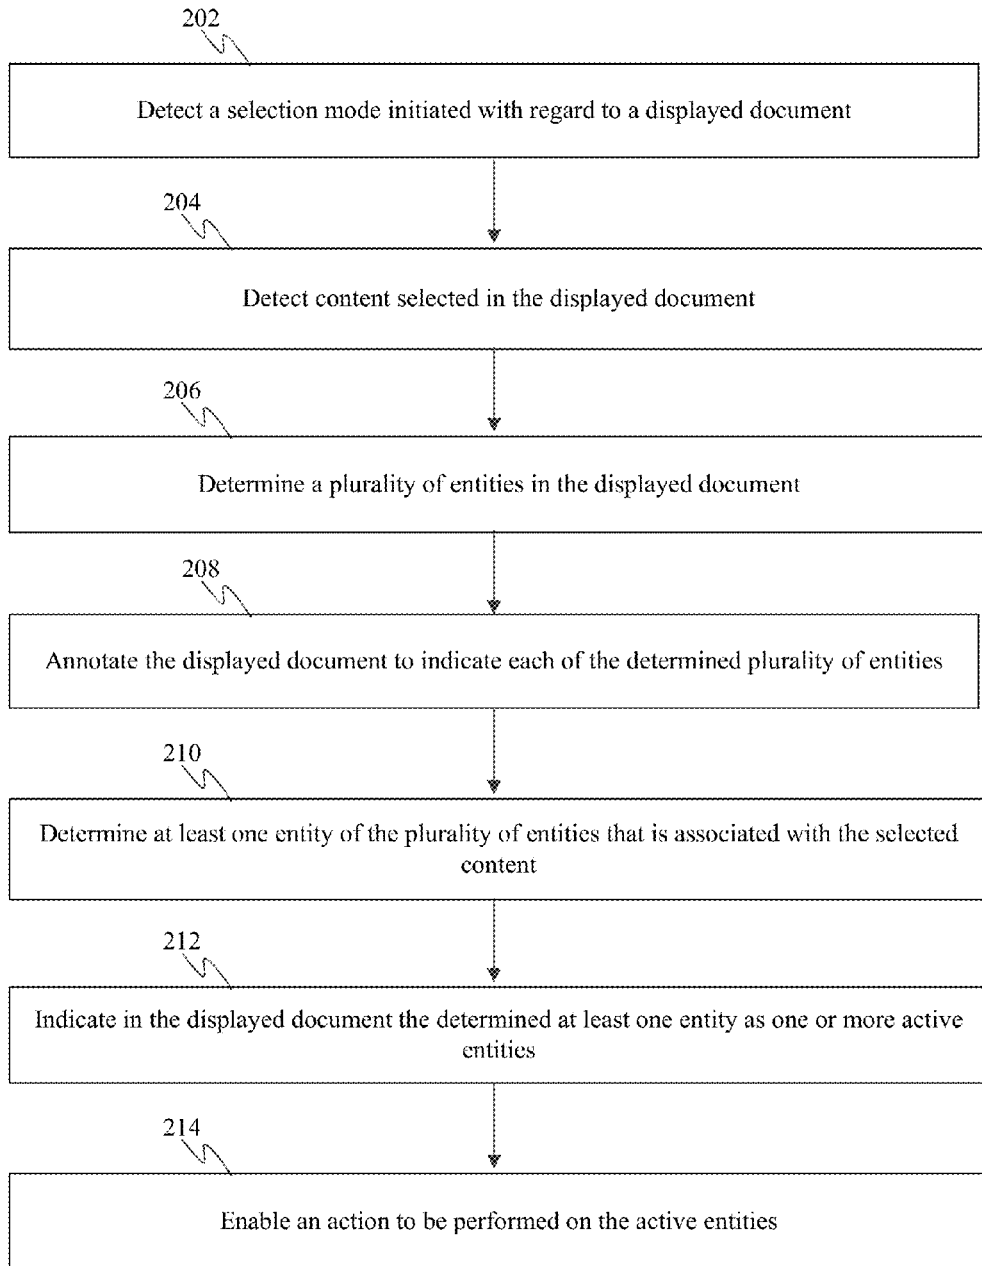 202
Detect a selection mode initiated with regard to a displayed document
204
Detect content selected in the displayed document
206
Determine a plurality of entities in the displayed document
208
Annotate the displayed document to indicate each of the determined plurality of entities
210
Determine at least one entity of the plurality of entities that is associated with the selected
content
212
Indicate in the displayed document the determined at least one entity as one or more active
entities
214
Enable an action to be performed on the active entities